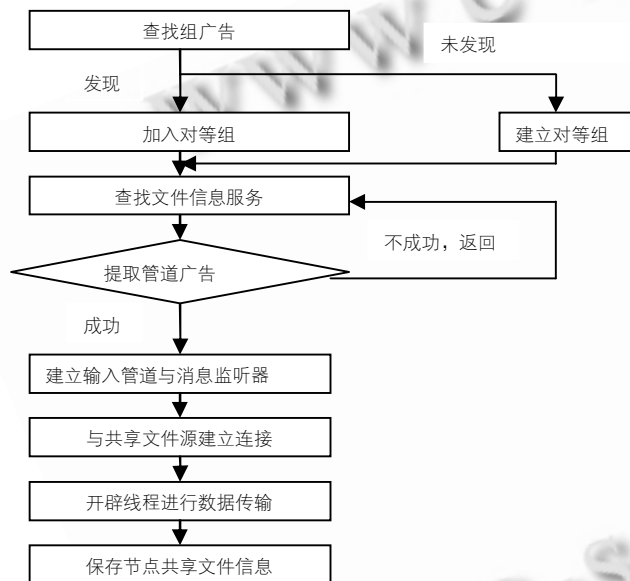 查找组广告
未发现
发现
加入对等组
建立对等组
查找文件信息服务
不成功，返回
提取管道广告
成功
建立输入管道与消息监听器
与共享文件源建立连接
开辟线程进行数据传输
保存节点共享文件信息